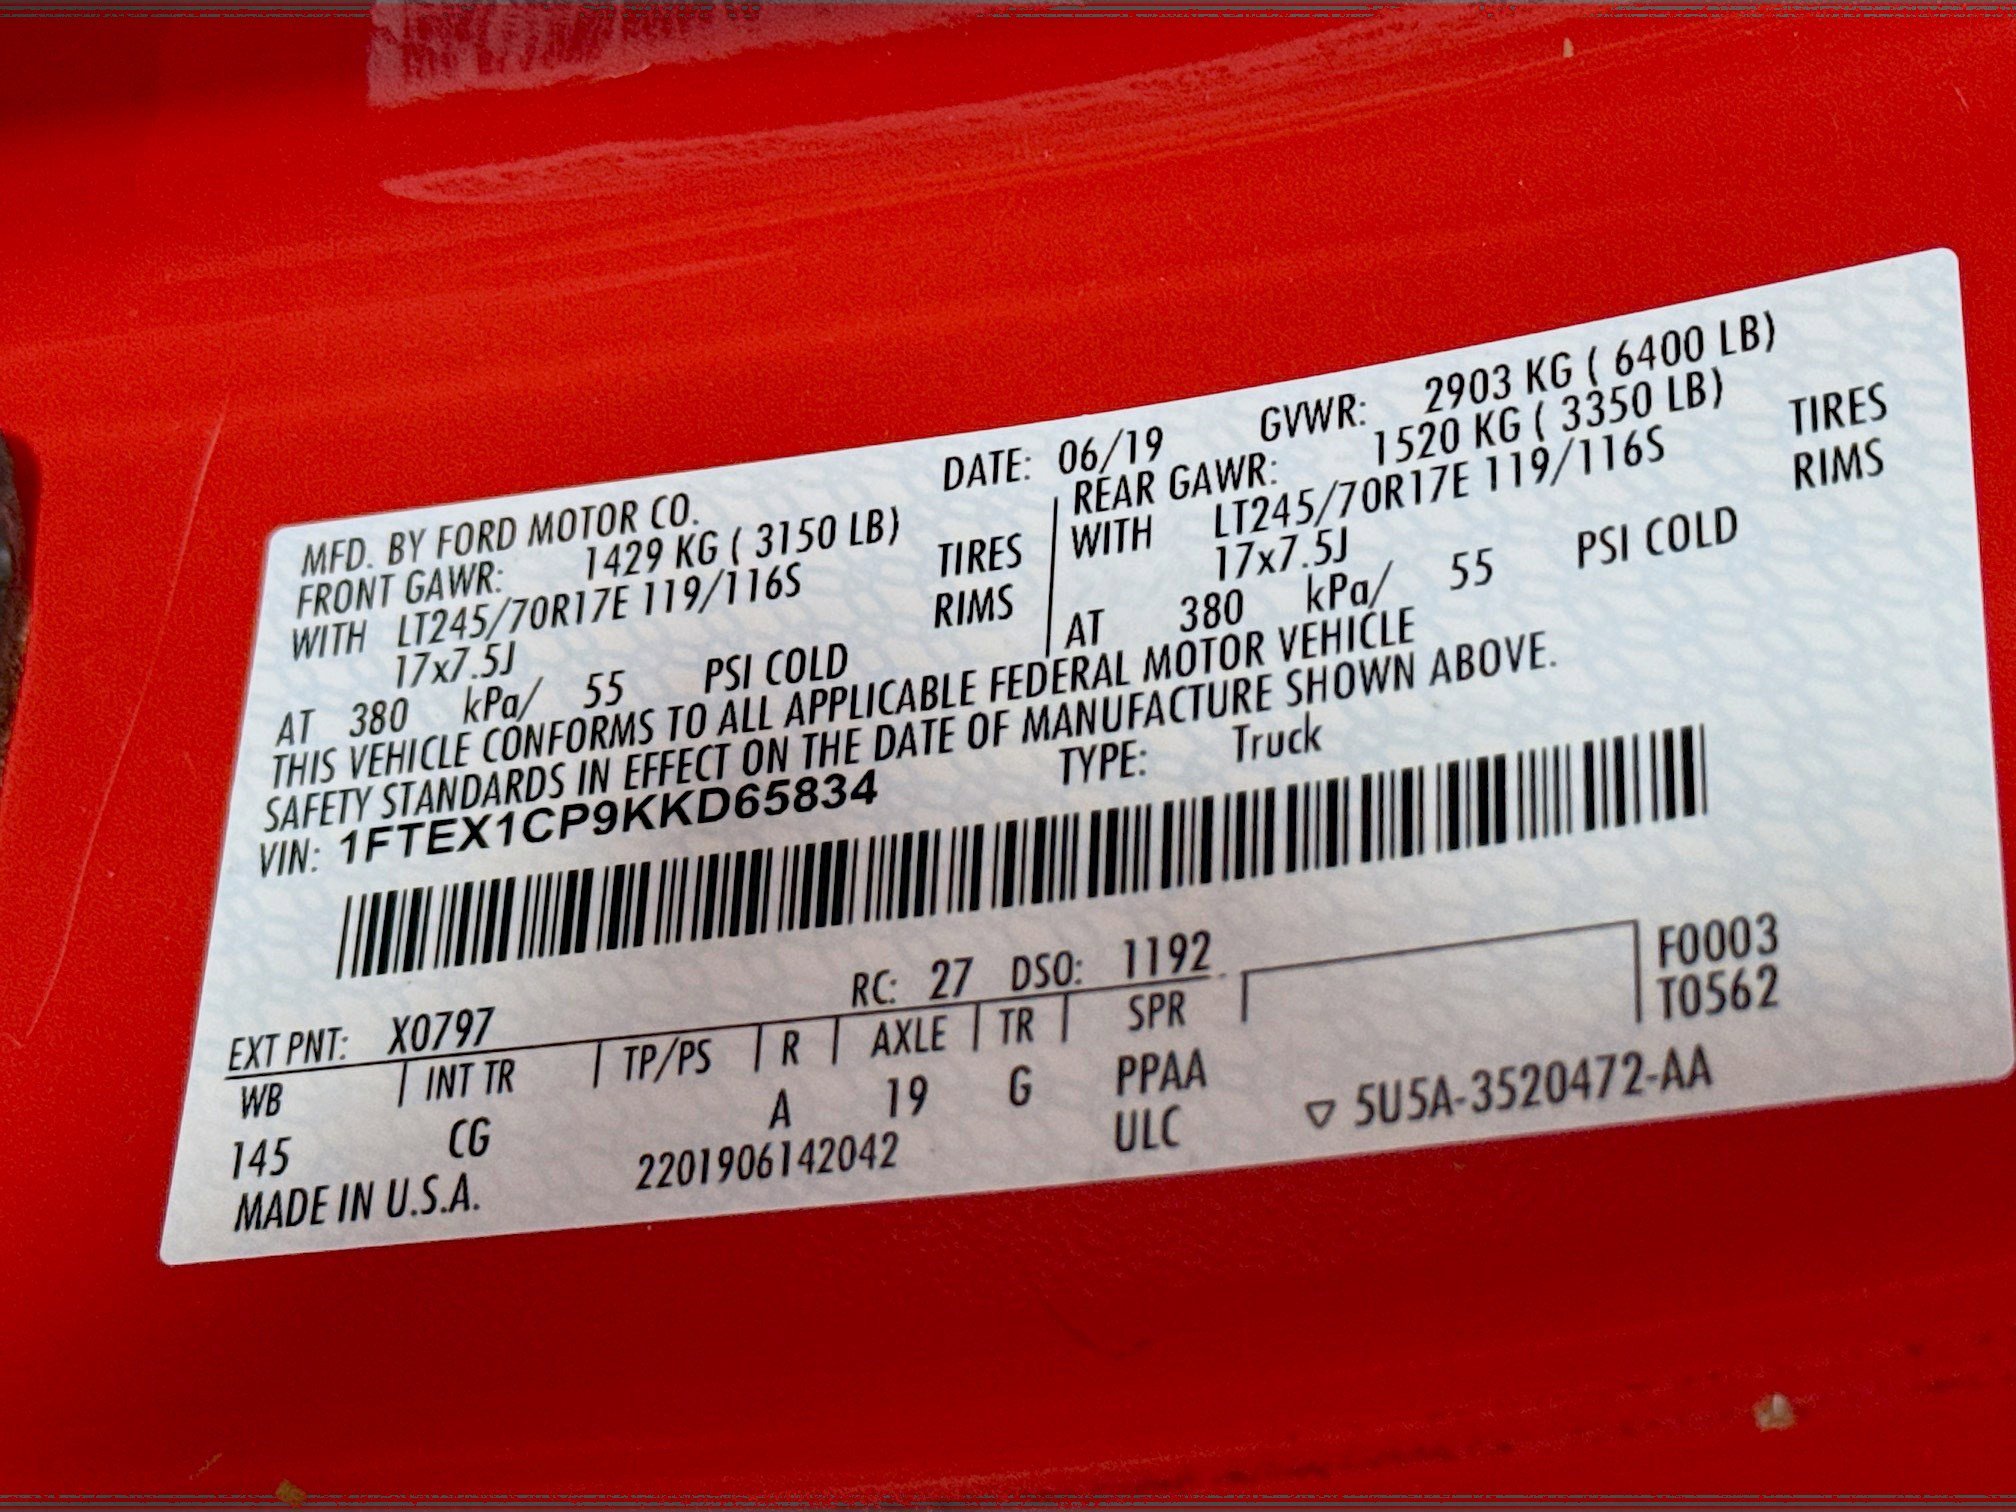 MFD. BY FORD MOTOR CO. DATE: 06/19 GVWR: 2903 KG ( 6400 LB)
FRONT GAWR: 1429 KG ( 3150 LB) REAR GAWR: 1520 KG ( 3350 LB)
WITH LT245/70R17E 119/116S TIRES WITH LT245/70R17E 119/116S TIRES
17x7.5J RIMS 17x7.5J RIMS
AT 380 kPa/ 55 PSI COLD AT 380 kPa/ 55 PSI COLD
THIS VEHICLE CONFORMS TO ALL APPLICABLE FEDERAL MOTOR VEHICLE
SAFETY STANDARDS IN EFFECT ON THE DATE OF MANUFACTURE SHOWN ABOVE.
VIN: 1FTEX1CP9KKD65834 TYPE: Truck
F0003
EXT PNT: X0797 RC: 27 DSO: 1192 T0562
WB INT TR TP/PS R AXLE TR SPR
145 CG A 19 G PPAA
MADE IN U.S.A. 2201906142042 ULC ▽ 5U5A-3520472-AA